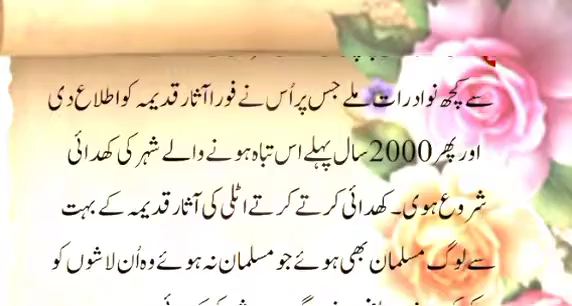 سے کچھ نوادرات ملے جس پر اُس نے فورا آثار قدیمہ کو اطلاع دی
اور پھر 2000 سال پہلے اس تباہ ہونے والے شہر کی کھدائی
شروع ہوی۔ کھدائی کرتے کرتے اٹلی کی آثار قدیمہ کے بہت
سے لوگ مسلمان بھی ہوئے جو مسلمان نہ ہوئے وہ اُن لاشوں کو